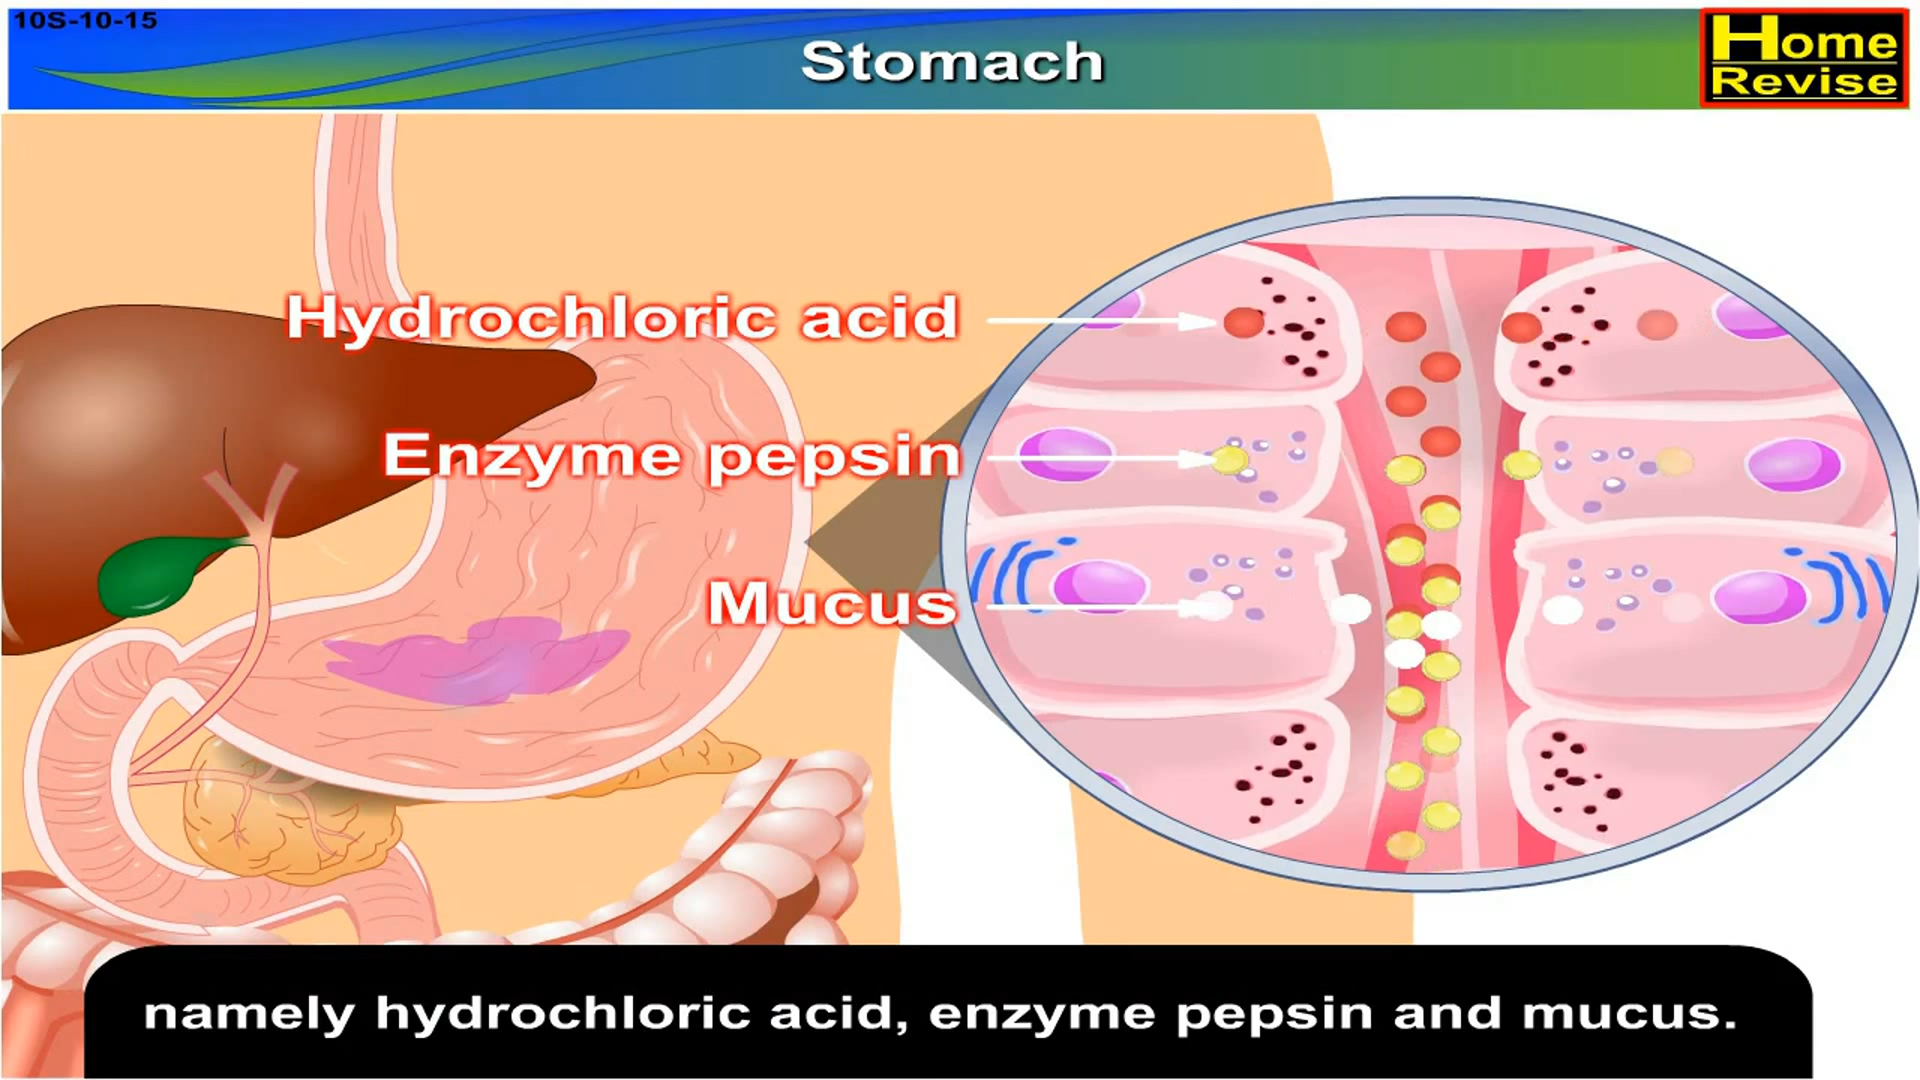 10S-10-15
Stomach
Home
Revise
Hydrochloric acid
Enzyme pepsin
Mucus
namely hydrochloric acid, enzyme pepsin and mucus.